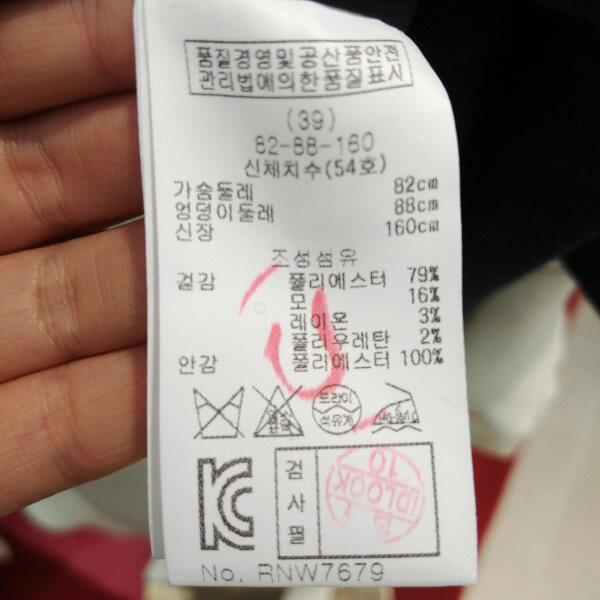 품질경영및 공산품안전
관리법에의한품질표시
(39)
82-88-160
신체치수(54호)
가슴둘레 82cm
엉덩이둘레 88cm
신장 160cm
조성섬유
겉감 폴리에스터 79%
모 16%
레이온 3%
폴리우레탄 2%
안감 폴리에스터 100%
드라이
석유계
검사필
IDLOOK
10
No. RNW7679